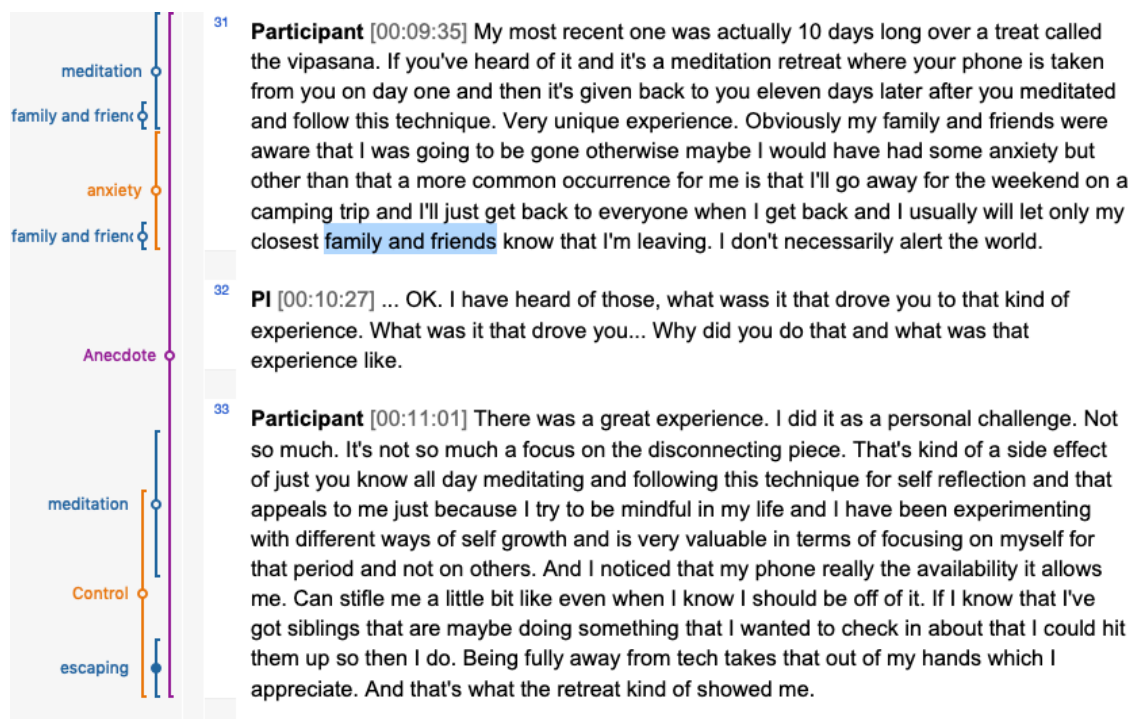 31
Participant [00:09:35] My most recent one was actually 10 days long over a treat called
meditation
the vipasana. If you've heard of it and it's a meditation retreat where your phone is taken
family and frienc
from you on day one and then it's given back to you eleven days later after you meditated
and follow this technique. Very unique experience. Obviously my family and friends were
aware that I was going to be gone otherwise maybe I would have had some anxiety but
anxiety
other than that a more common occurrence for me is that I'll go away for the weekend on a
camping trip and I'll just get back to everyone when I get back and I usually will let only my
family and frienc
closest family and friends know that I'm leaving. I don't necessarily alert the world.
32
PI [00:10:27] ... OK. I have heard of those, what wass it that drove you to that kind of
experience. What was it that drove you... Why did you do that and what was that
Anecdote
experience like.
33
Participant [00:11:01] There was a great experience. I did it as a personal challenge. Not
so much. It's not so much a focus on the disconnecting piece. That's kind of a side effect
of just you know all day meditating and following this technique for self reflection and that
meditation
appeals to me just because I try to be mindful in my life and I have been experimenting
with different ways of self growth and is very valuable in terms of focusing on myself for
that period and not on others. And I noticed that my phone really the availability it allows
Control
me. Can stifle me a little bit like even when I know I should be off of it. If I know that I've
got siblings that are maybe doing something that I wanted to check in about that I could hit
escaping
them up so then I do. Being fully away from tech takes that out of my hands which I
appreciate. And that's what the retreat kind of showed me.